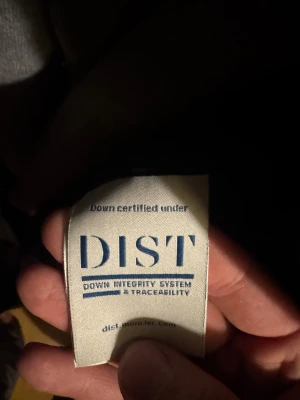 Down certified under
DIST
DOWN INTEGRITY SYSTEM
& TRACEABILITY
dist.moncler.com